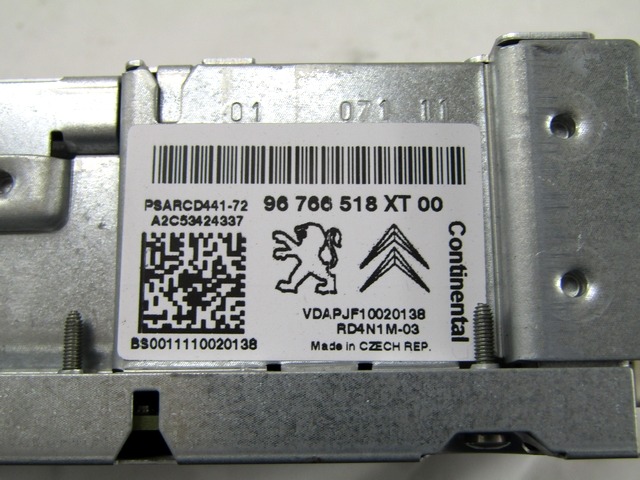 01 071 11
PSARCD441-72 96 766 518 XT 00
A2C53424337
Continental
VDAPJF10020138
RD4N1M-03
BS0011110020138
Made in CZECH REP.